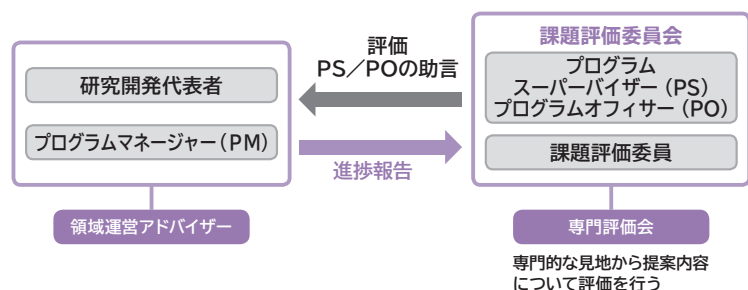 研究開発代表者
プログラムマネージャー（PM）
領域運営アドバイザー
評価
PS／POの助言
進捗報告
課題評価委員会
プログラム
スーパーバイザー（PS）
プログラムオフィサー（PO）
課題評価委員
専門評価会
専門的な見地から提案内容
について評価を行う